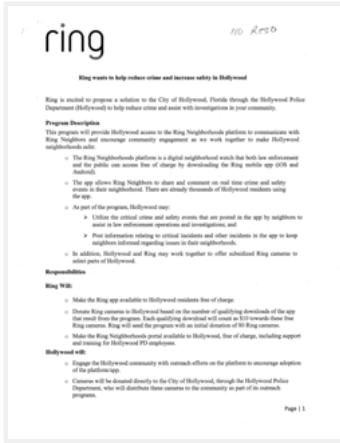 ring
NO RESO
Ring wants to help reduce crime and increase safety in Hollywood
Ring is excited to propose a solution to the City of Hollywood, Florida through the Hollywood Police
Department (Hollywood) to reduce crime and assist with investigations in your community.
Program Description
This program will provide Hollywood access to the Ring Neighborhoods platform to communicate with
Ring Neighbors and encourage community engagement as we work together to make Hollywood
neighborhoods safer.
o The Ring Neighborhoods platform is a digital neighborhood watch that both law enforcement
and the public can access free of charge by downloading the Ring mobile app (iOS and
Android).
o The app allows Ring Neighbors to share and comment on real time crime and safety
events in their neighborhood. There are already thousands of Hollywood residents using
the app.
o As part of the program, Hollywood may:
➢ Utilize the critical crime and safety events that are posted in the app by neighbors to
assist in law enforcement operations and investigations; and
➢ Post information relating to critical incidents and other incidents in the app to keep
neighbors informed regarding issues in their neighborhoods.
o In addition, Hollywood and Ring may work together to offer subsidized Ring cameras to
select parts of Hollywood.
Responsibilities
Ring Will:
o Make the Ring app available to Hollywood residents free of charge.
o Donate Ring cameras to Hollywood based on the number of qualifying downloads of the app
that result from the program. Each qualifying download will count as $10 towards these free
Ring cameras. Ring will seed the program with an initial donation of 80 Ring cameras.
o Make the Ring Neighborhoods portal available to Hollywood, free of charge, including support
and training for Hollywood PD employees.
Hollywood will:
o Engage the Hollywood community with outreach efforts on the platform to encourage adoption
of the platform/app.
o Cameras will be donated directly to the City of Hollywood, through the Hollywood Police
Department, who will distribute these cameras to the community as part of its outreach
programs.
Page | 1